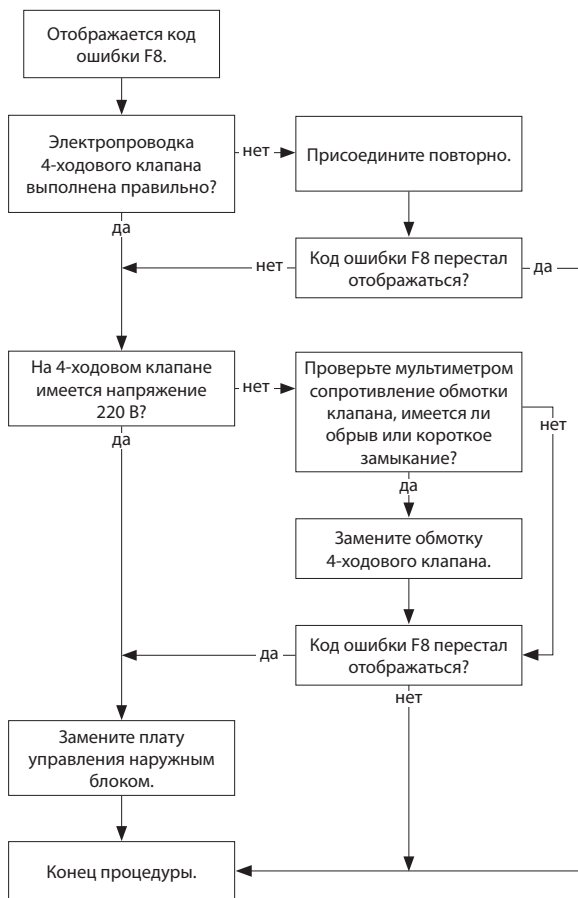 Отображается код
ошибки F8.
Электропроводка
4-ходового клапана
выполнена правильно?
нет
Присоедините повторно.
да
нет
Код ошибки F8 перестал
отображаться?
да
На 4-ходовом клапане
имеется напряжение
220 В?
нет
Проверьте мультиметром
сопротивление обмотки
клапана, имеется ли
обрыв или короткое
замыкание?
нет
да
да
Замените обмотку
4-ходового клапана.
да
Код ошибки F8 перестал
отображаться?
нет
Замените плату
управления наружным
блоком.
Конец процедуры.